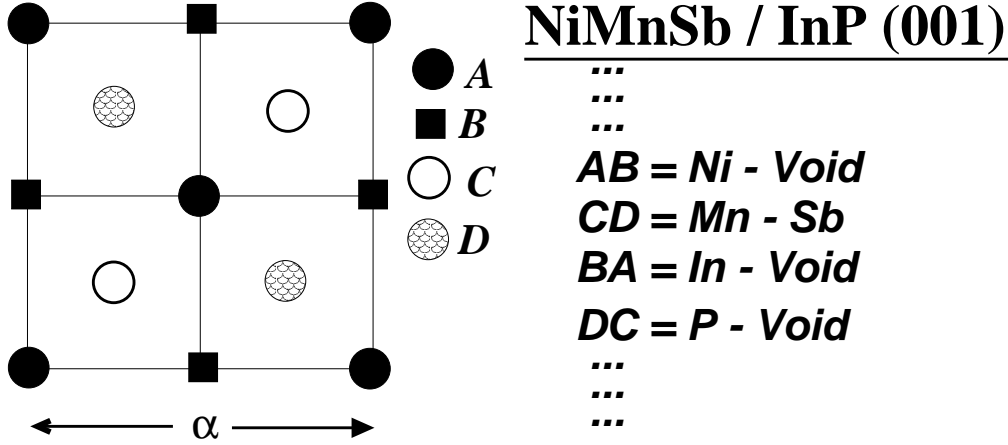 A
B
C
D
α
NiMnSb / InP (001)
...
...
...
AB = Ni - Void
CD = Mn - Sb
BA = In - Void
DC = P - Void
...
...
...